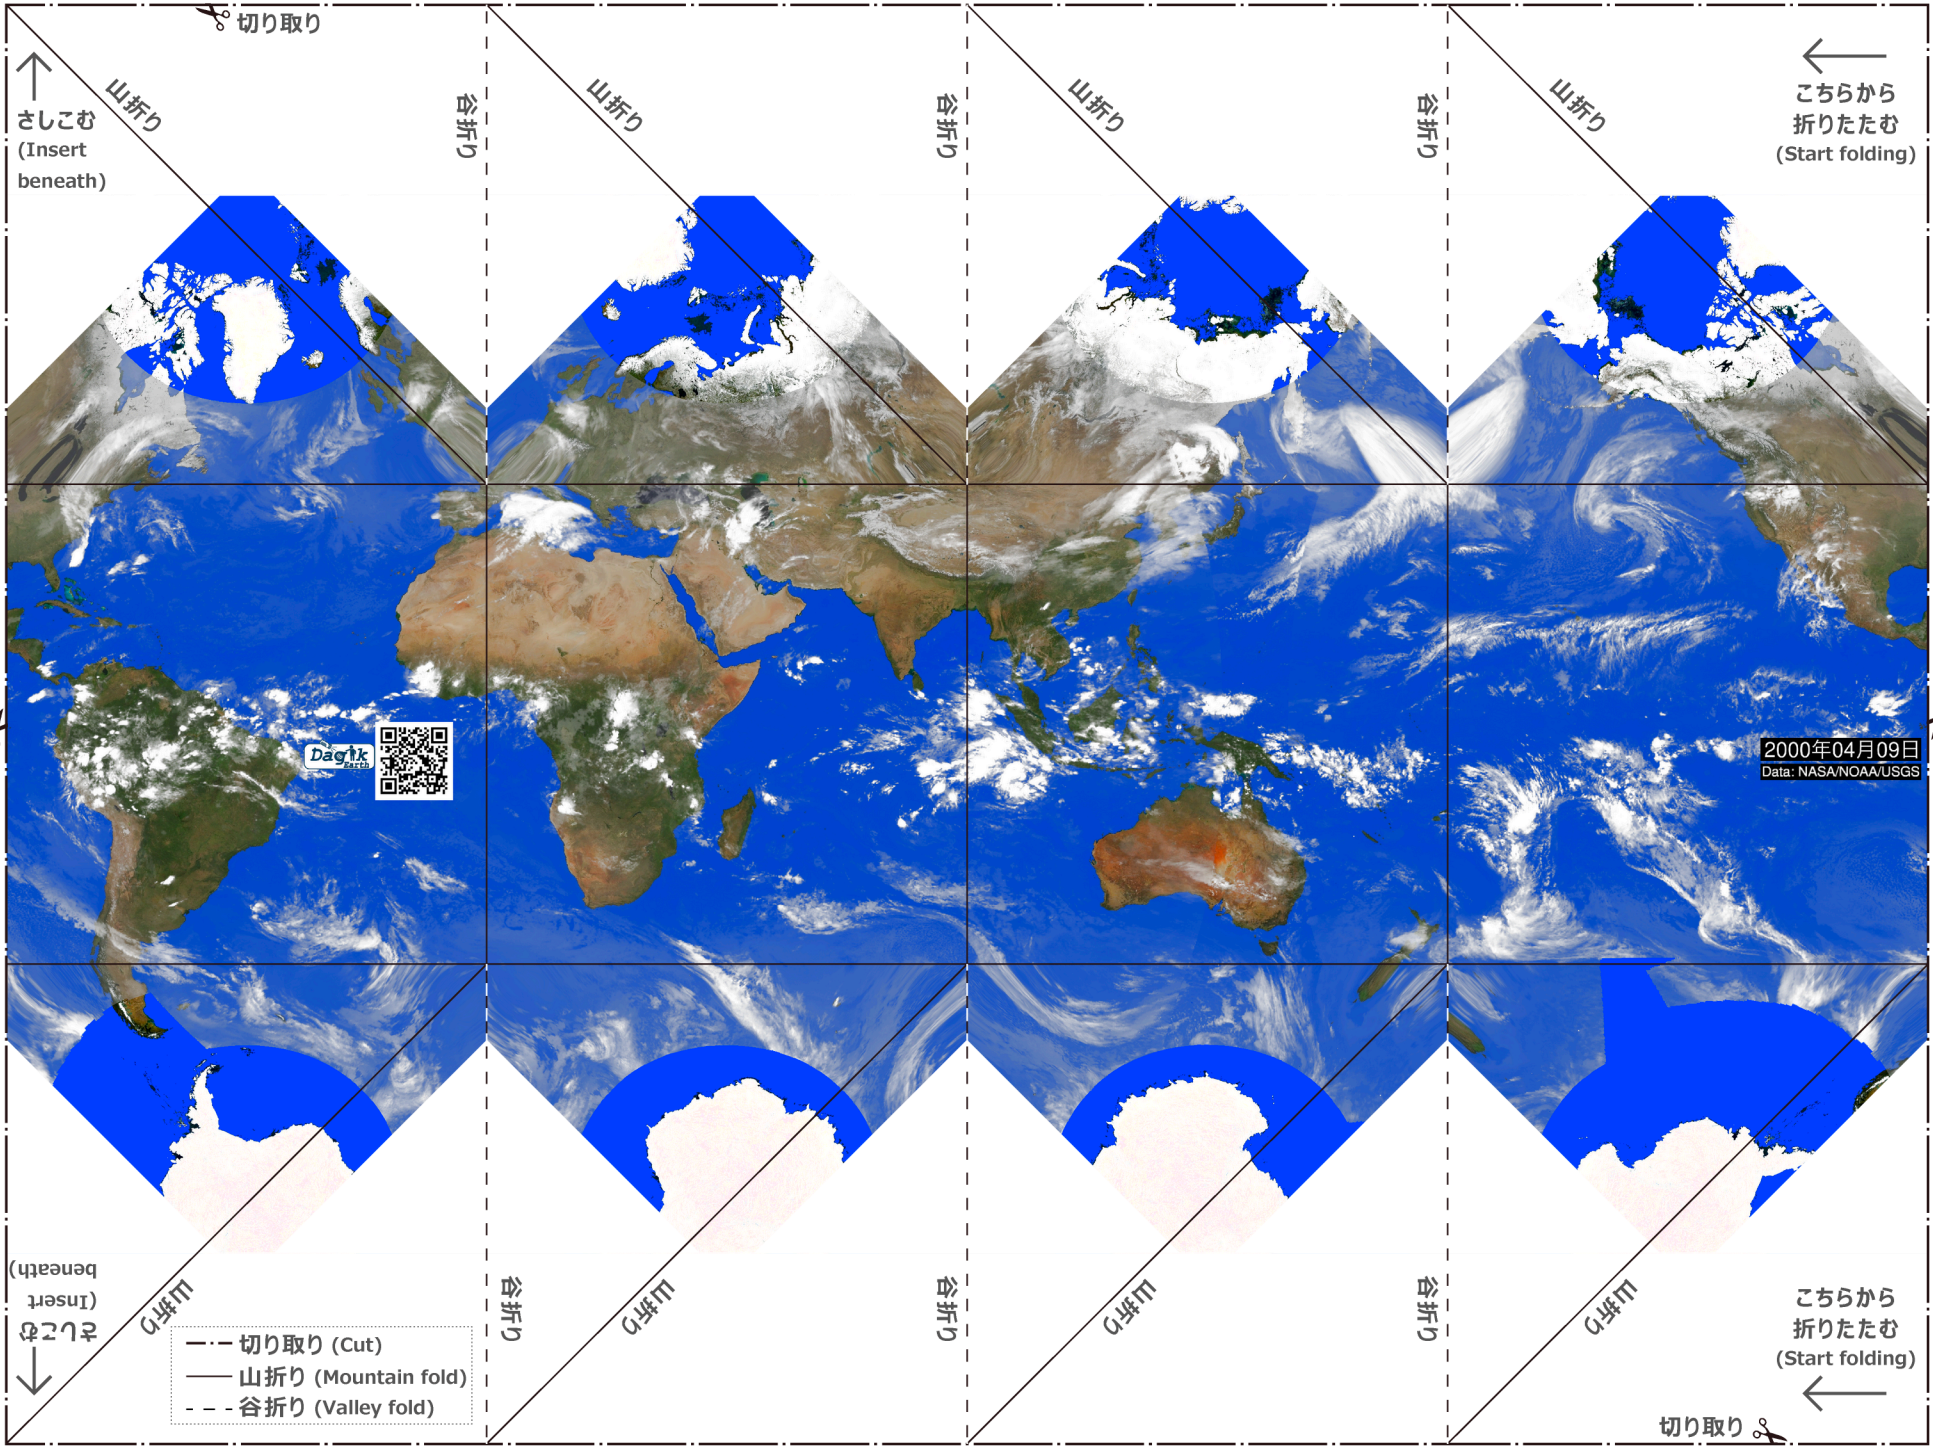 切り取り
さしこむ
(Insert
beneath)
山折り
谷折り
山折り
谷折り
山折り
谷折り
山折り
こちらから
折りたたむ
(Start folding)
Dagik
Earth
2000年04月09日
Data: NASA/NOAA/USGS
さしこむ
(Insert
beneath)
山折り
谷折り
山折り
谷折り
山折り
谷折り
山折り
こちらから
折りたたむ
(Start folding)
切り取り (Cut)
山折り (Mountain fold)
谷折り (Valley fold)
切り取り